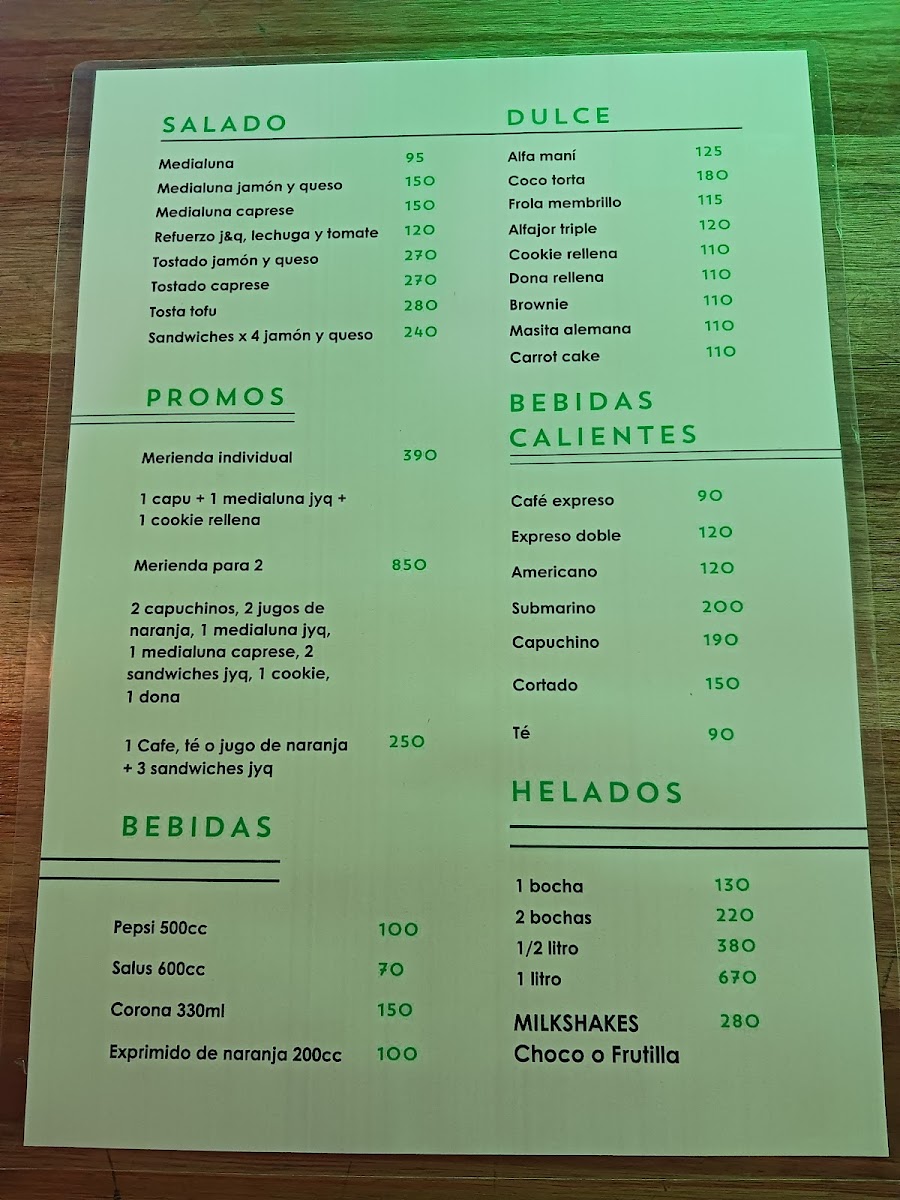 SALADO
Medialuna 95
Medialuna jamón y queso 150
Medialuna caprese 150
Refuerzo j&q, lechuga y tomate 120
Tostado jamón y queso 270
Tostado caprese 270
Tosta tofu 280
Sandwiches x 4 jamón y queso 240
PROMOS
Merienda individual 390
1 capu + 1 medialuna jyq +
1 cookie rellena
Merienda para 2 850
2 capuchinos, 2 jugos de
naranja, 1 medialuna jyq,
1 medialuna caprese, 2
sandwiches jyq, 1 cookie,
1 dona
1 Cafe, té o jugo de naranja 250
+ 3 sandwiches jyq
BEBIDAS
Pepsi 500cc 100
Salus 600cc 70
Corona 330ml 150
Exprimido de naranja 200cc 100
DULCE
Alfa maní 125
Coco torta 180
Frola membrillo 115
Alfajor triple 120
Cookie rellena 110
Dona rellena 110
Brownie 110
Masita alemana 110
Carrot cake 110
BEBIDAS
CALIENTES
Café expreso 90
Expreso doble 120
Americano 120
Submarino 200
Capuchino 190
Cortado 150
Té 90
HELADOS
1 bocha 130
2 bochas 220
1/2 litro 380
1 litro 670
MILKSHAKES 280
Choco o Frutilla